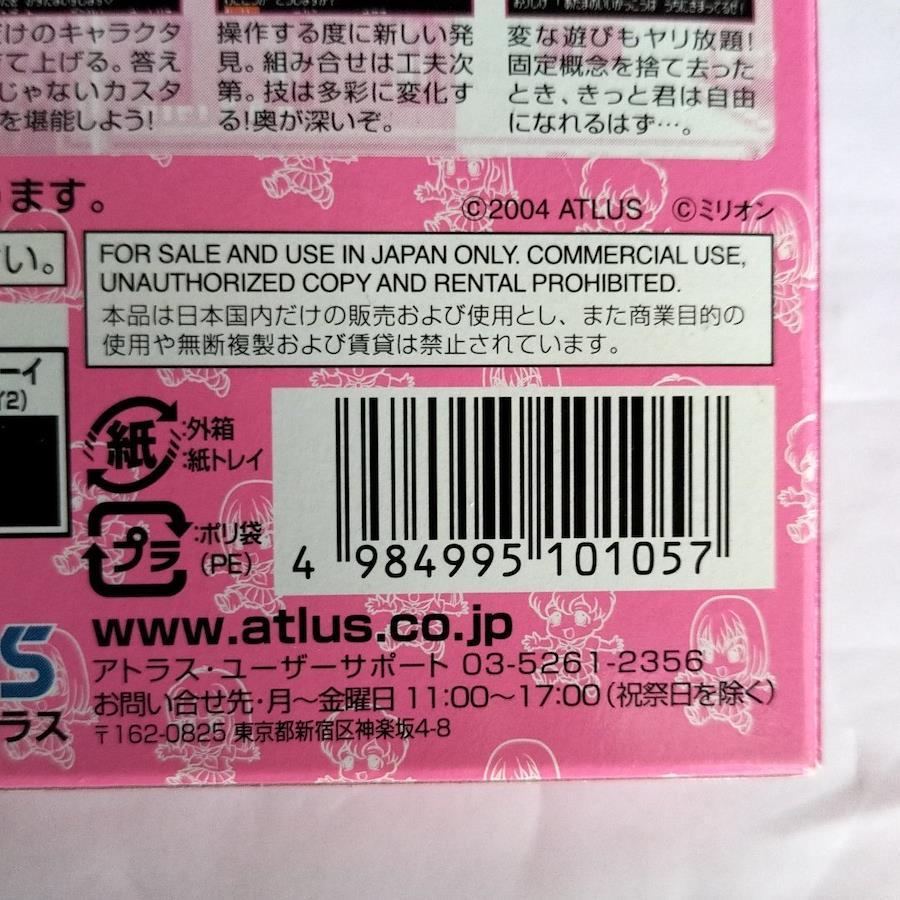 だけのキャラクタ
て上げる。答え
じゃないカスタ
を堪能しよう!
操作する度に新しい発
見。組み合せは工夫次
第。技は多彩に変化す
る!奥が深いぞ。
変な遊びもヤリ放題!
固定概念を捨て去った
とき、きっと君は自由
になれるはず…。
ます。
©2004 ATLUS ©ミリオン
い。
FOR SALE AND USE IN JAPAN ONLY. COMMERCIAL USE,
UNAUTHORIZED COPY AND RENTAL PROHIBITED.
本品は日本国内だけの販売および使用とし、また商業目的の
使用や無断複製および賃貸は禁止されています。
ーイ
2)
紙 :外箱
:紙トレイ
プラ :ポリ袋
(PE)
4 984995 101057
www.atlus.co.jp
アトラス・ユーザーサポート 03-5261-2356
お問い合せ先・月~金曜日 11:00~17:00(祝祭日を除く)
〒162-0825 東京都新宿区神楽坂4-8
S
ラス